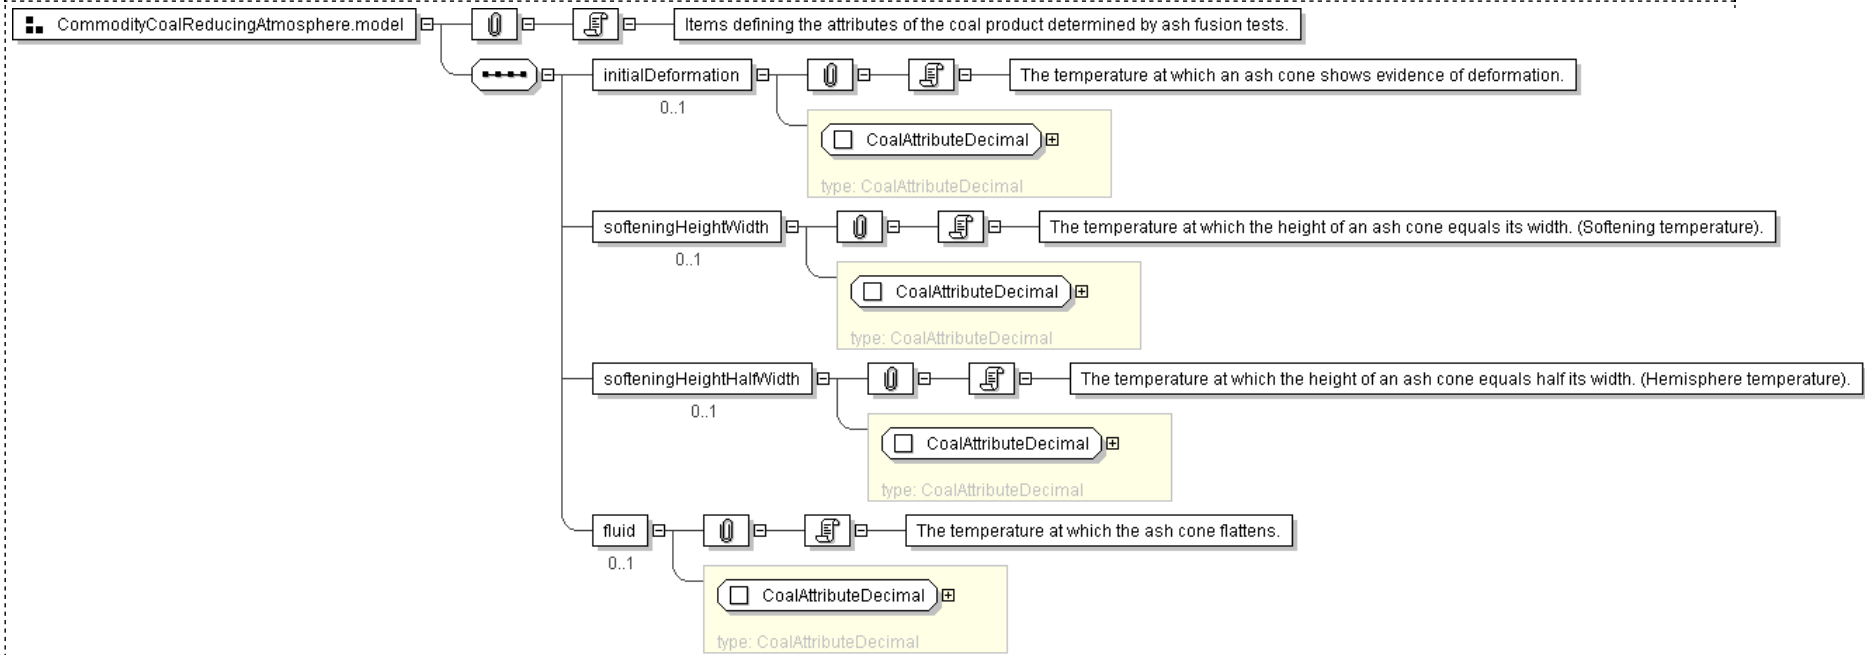 CommodityCoalReducingAtmosphere.model
Items defining the attributes of the coal product determined by ash fusion tests.
initialDeformation
The temperature at which an ash cone shows evidence of deformation.
0..1
CoalAttributeDecimal
type: CoalAttributeDecimal
softeningHeightWidth
The temperature at which the height of an ash cone equals its width. (Softening temperature).
0..1
CoalAttributeDecimal
type: CoalAttributeDecimal
softeningHeightHalfWidth
The temperature at which the height of an ash cone equals half its width. (Hemisphere temperature).
0..1
CoalAttributeDecimal
type: CoalAttributeDecimal
fluid
The temperature at which the ash cone flattens.
0..1
CoalAttributeDecimal
type: CoalAttributeDecimal